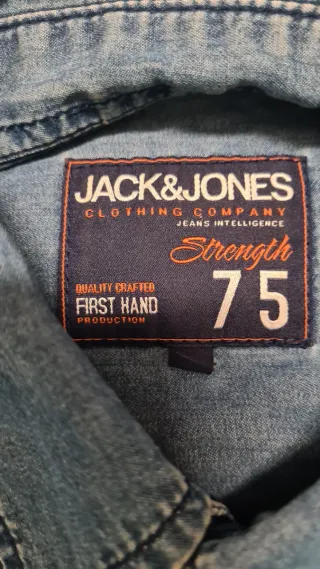 JACK&JONES
CLOTHING COMPANY
JEANS INTELLIGENCE
Strength
QUALITY CRAFTED
FIRST HAND
PRODUCTION
75